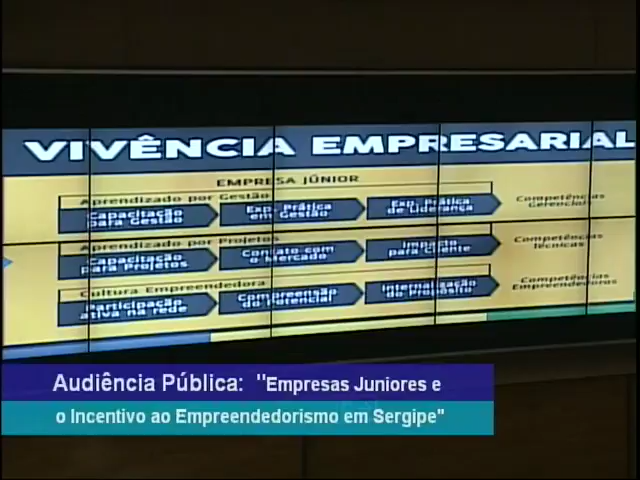 VIVÊNCIA EMPRESARIAL
EMPRESA JÚNIOR
Aprendizado por Gestão
Capacitação
para Gestão
Exp. Prática
em Gestão
Exp. Prática
de Liderança
Competências
Gerenciais
Aprendizado por Projetos
Capacitação
para Projetos
Contato com
o Mercado
Impacto
para Cliente
Competências
Técnicas
Cultura Empreendedora
Participação
ativa na rede
Compreensão
do Potencial
Internalização
do Propósito
Competências
Empreendedoras
Audiência Pública: "Empresas Juniores e
o Incentivo ao Empreendedorismo em Sergipe"